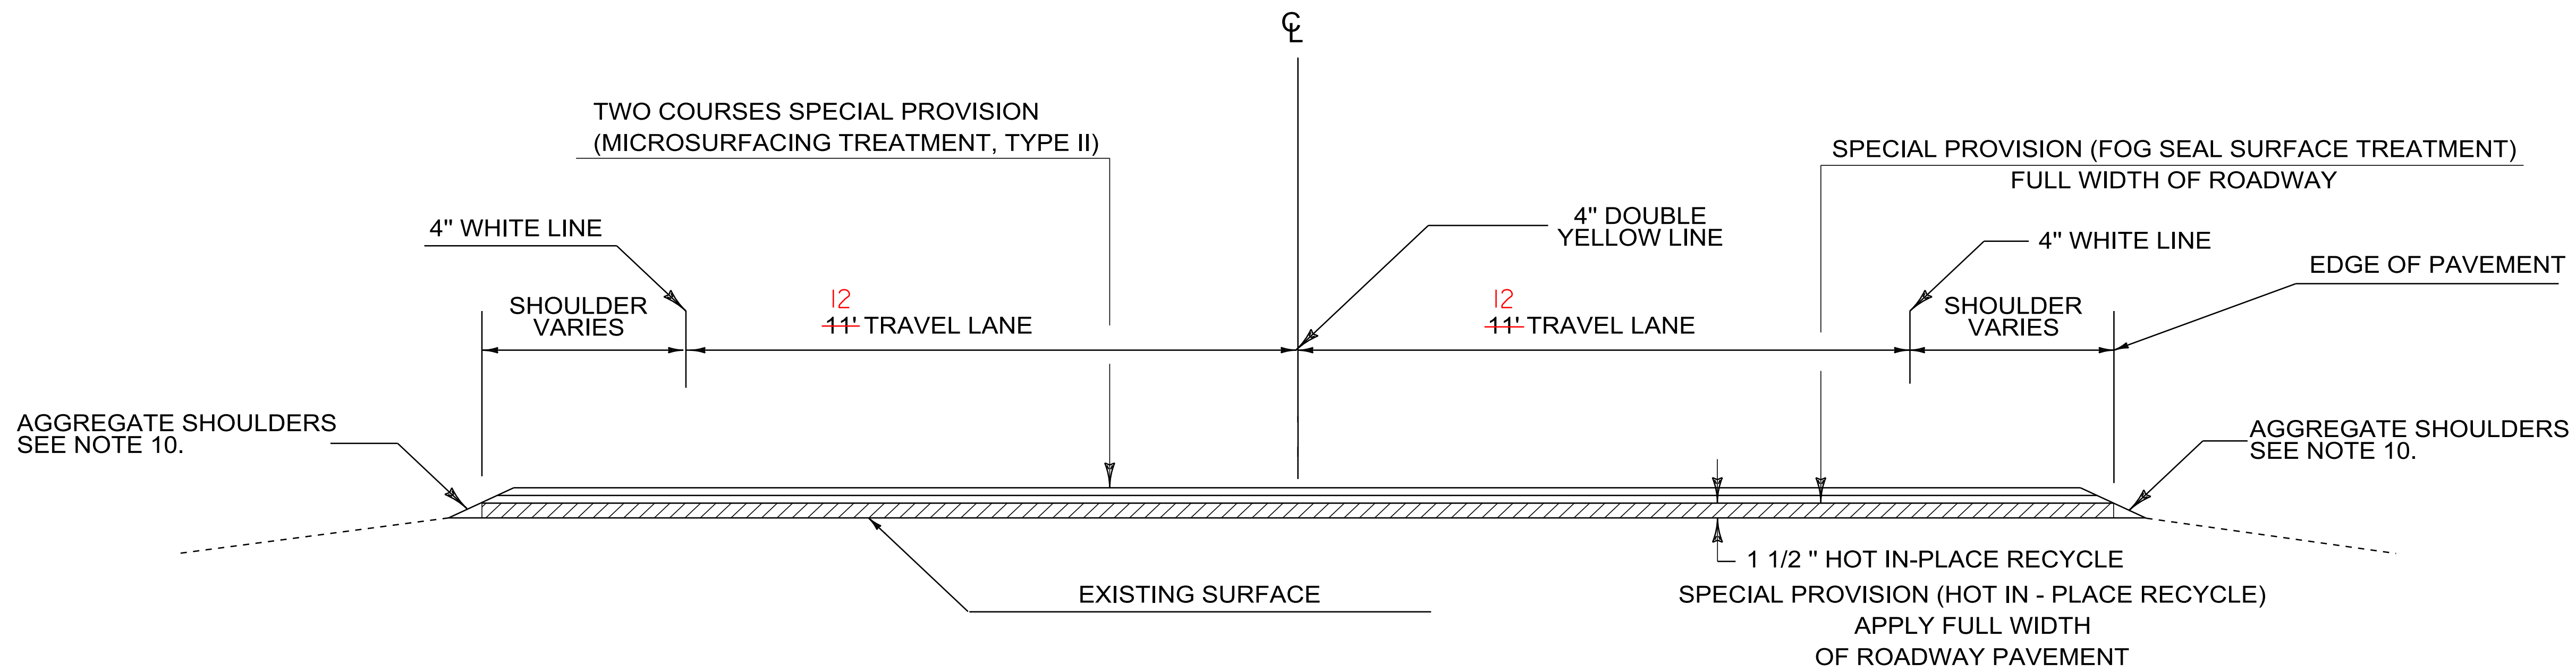 ℄
TWO COURSES SPECIAL PROVISION
(MICROSURFACING TREATMENT, TYPE II)
SPECIAL PROVISION (FOG SEAL SURFACE TREATMENT)
FULL WIDTH OF ROADWAY
4" WHITE LINE
4" DOUBLE
YELLOW LINE
4" WHITE LINE
EDGE OF PAVEMENT
SHOULDER
VARIES
12
11' TRAVEL LANE
12
11' TRAVEL LANE
SHOULDER
VARIES
AGGREGATE SHOULDERS
SEE NOTE 10.
AGGREGATE SHOULDERS
SEE NOTE 10.
1 1/2 " HOT IN-PLACE RECYCLE
EXISTING SURFACE
SPECIAL PROVISION (HOT IN - PLACE RECYCLE)
APPLY FULL WIDTH
OF ROADWAY PAVEMENT